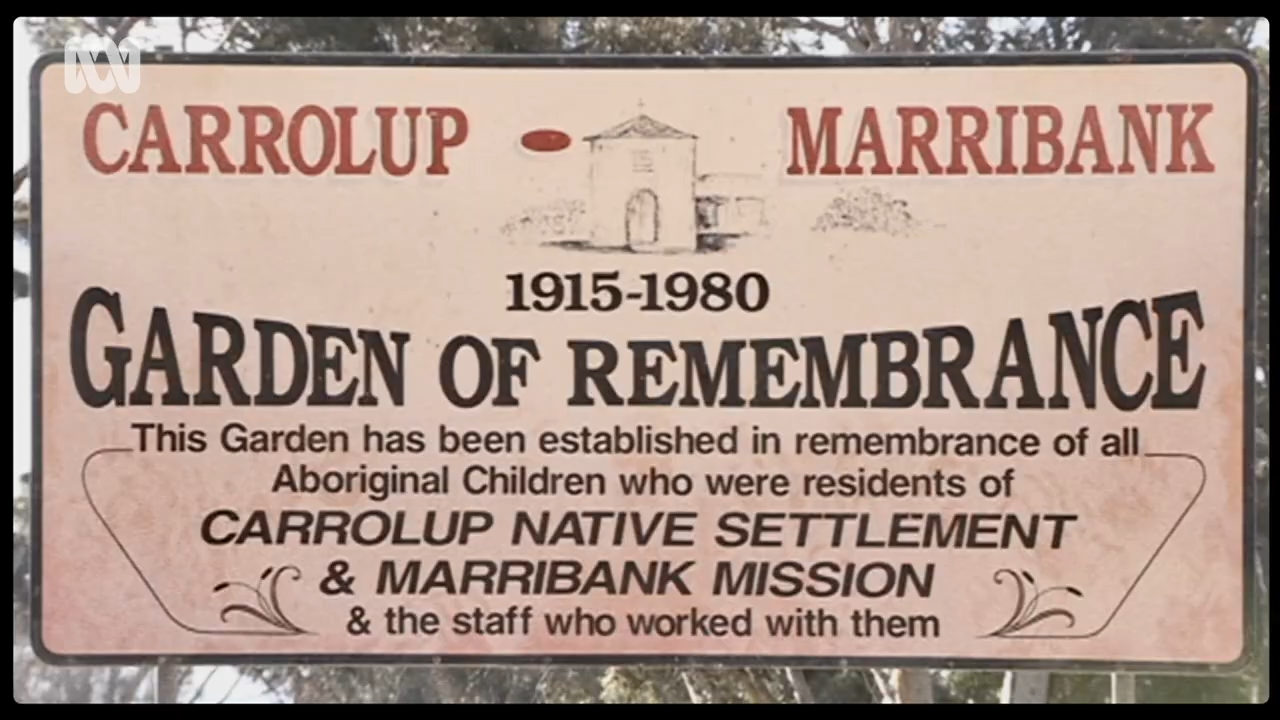 CARROLUP MARRIBANK
1915-1980
GARDEN OF REMEMBRANCE
This Garden has been established in remembrance of all
Aboriginal Children who were residents of
CARROLUP NATIVE SETTLEMENT
& MARRIBANK MISSION
& the staff who worked with them